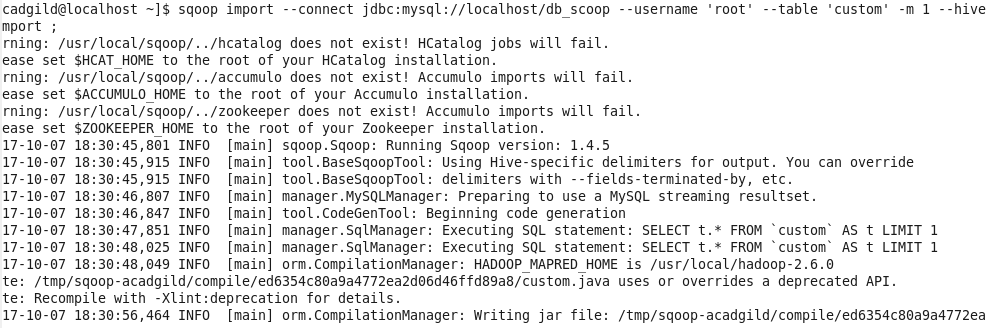 cadgild@localhost ~]$ sqoop import --connect jdbc:mysql://localhost/db_scoop --username 'root' --table 'custom' -m 1 --hive
mport ;
rning: /usr/local/sqoop/../hcatalog does not exist! HCatalog jobs will fail.
ease set $HCAT_HOME to the root of your HCatalog installation.
rning: /usr/local/sqoop/../accumulo does not exist! Accumulo imports will fail.
ease set $ACCUMULO_HOME to the root of your Accumulo installation.
rning: /usr/local/sqoop/../zookeeper does not exist! Accumulo imports will fail.
ease set $ZOOKEEPER_HOME to the root of your Zookeeper installation.
17-10-07 18:30:45,801 INFO  [main] sqoop.Sqoop: Running Sqoop version: 1.4.5
17-10-07 18:30:45,915 INFO  [main] tool.BaseSqoopTool: Using Hive-specific delimiters for output. You can override
17-10-07 18:30:45,915 INFO  [main] tool.BaseSqoopTool: delimiters with --fields-terminated-by, etc.
17-10-07 18:30:46,807 INFO  [main] manager.MySQLManager: Preparing to use a MySQL streaming resultset.
17-10-07 18:30:46,847 INFO  [main] tool.CodeGenTool: Beginning code generation
17-10-07 18:30:47,851 INFO  [main] manager.SqlManager: Executing SQL statement: SELECT t.* FROM `custom` AS t LIMIT 1
17-10-07 18:30:48,025 INFO  [main] manager.SqlManager: Executing SQL statement: SELECT t.* FROM `custom` AS t LIMIT 1
17-10-07 18:30:48,049 INFO  [main] orm.CompilationManager: HADOOP_MAPRED_HOME is /usr/local/hadoop-2.6.0
te: /tmp/sqoop-acadgild/compile/ed6354c80a9a4772ea2d06d46ffd89a8/custom.java uses or overrides a deprecated API.
te: Recompile with -Xlint:deprecation for details.
17-10-07 18:30:56,464 INFO  [main] orm.CompilationManager: Writing jar file: /tmp/sqoop-acadgild/compile/ed6354c80a9a4772ea